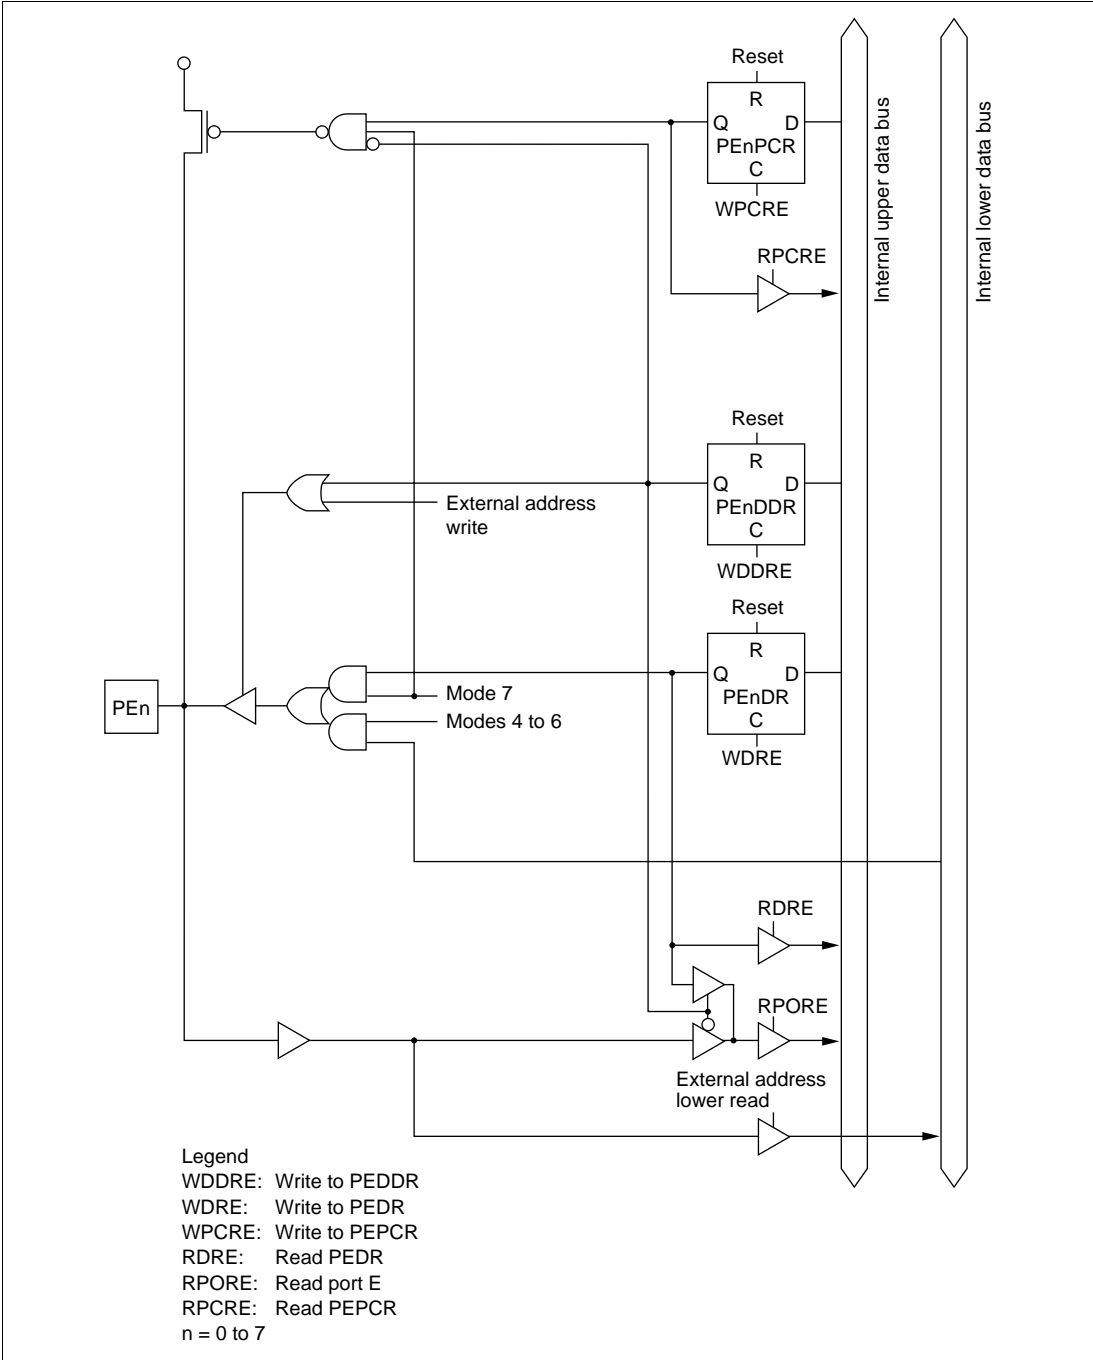 Reset
R
Q D
PEnPCR
C
WPCRE
RPCRE
Internal upper data bus
Internal lower data bus
Reset
R
Q D
PEnDDR
C
WDDRE
External address
write
Reset
R
Q D
PEnDR
C
WDRE
PEn
Mode 7
Modes 4 to 6
RDRE
RPORE
External address
lower read
Legend
WDDRE: Write to PEDDR
WDRE: Write to PEDR
WPCRE: Write to PEPCR
RDRE: Read PEDR
RPORE: Read port E
RPCRE: Read PEPCR
n = 0 to 7